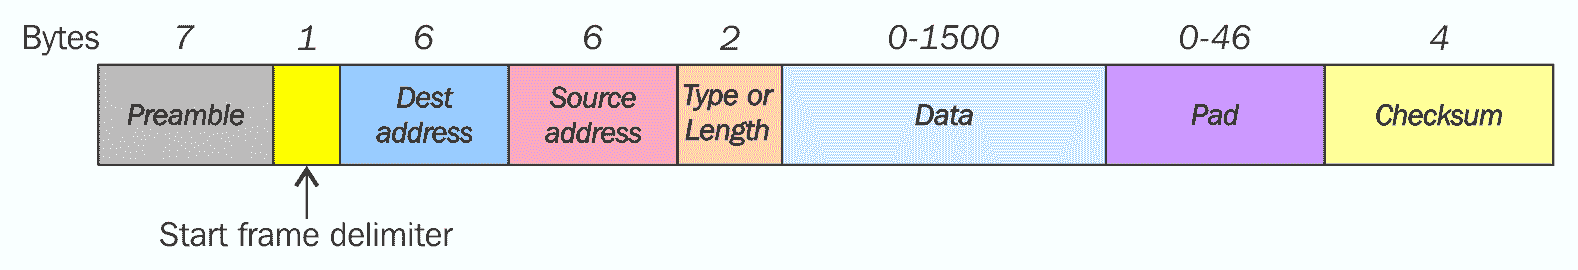 Bytes 7 1 6 6 2 0-1500 0-46 4
Preamble
Dest
address
Source
address
Type or
Length
Data
Pad
Checksum
Start frame delimiter